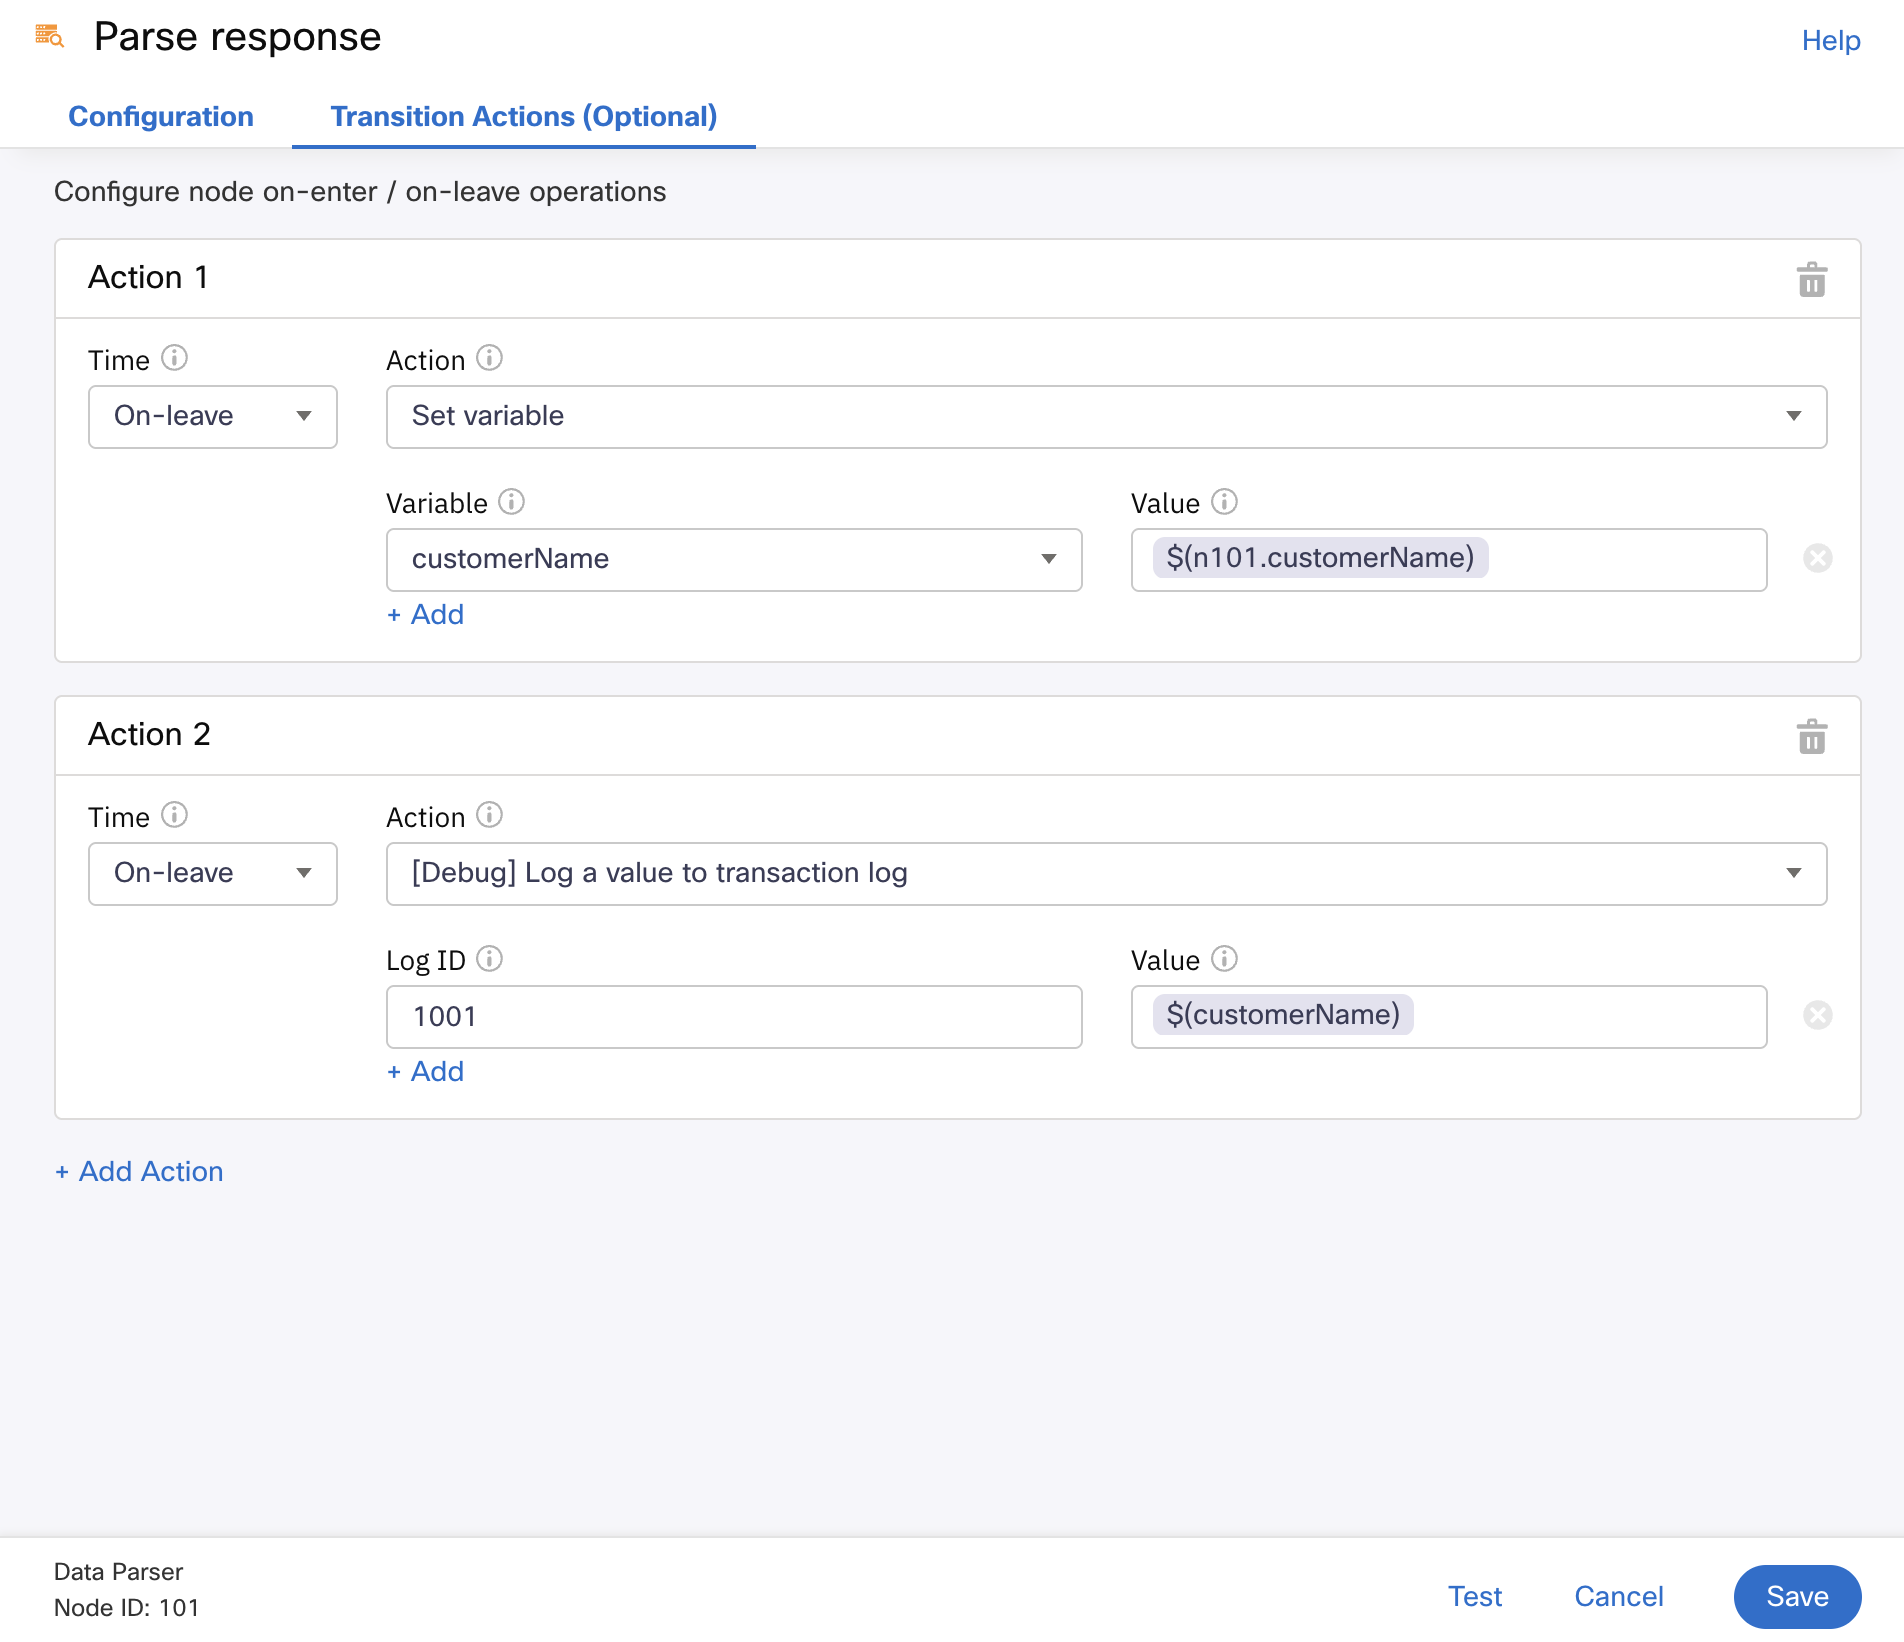 Parse response
Help
Configuration
Transition Actions (Optional)
Configure node on-enter / on-leave operations
Action 1
Time
Action
On-leave
Set variable
Variable
Value
customerName
$(n101.customerName)
+ Add
Action 2
Time
Action
On-leave
[Debug] Log a value to transaction log
Log ID
Value
1001
$(customerName)
+ Add
+ Add Action
Data Parser
Node ID: 101
Test
Cancel
Save